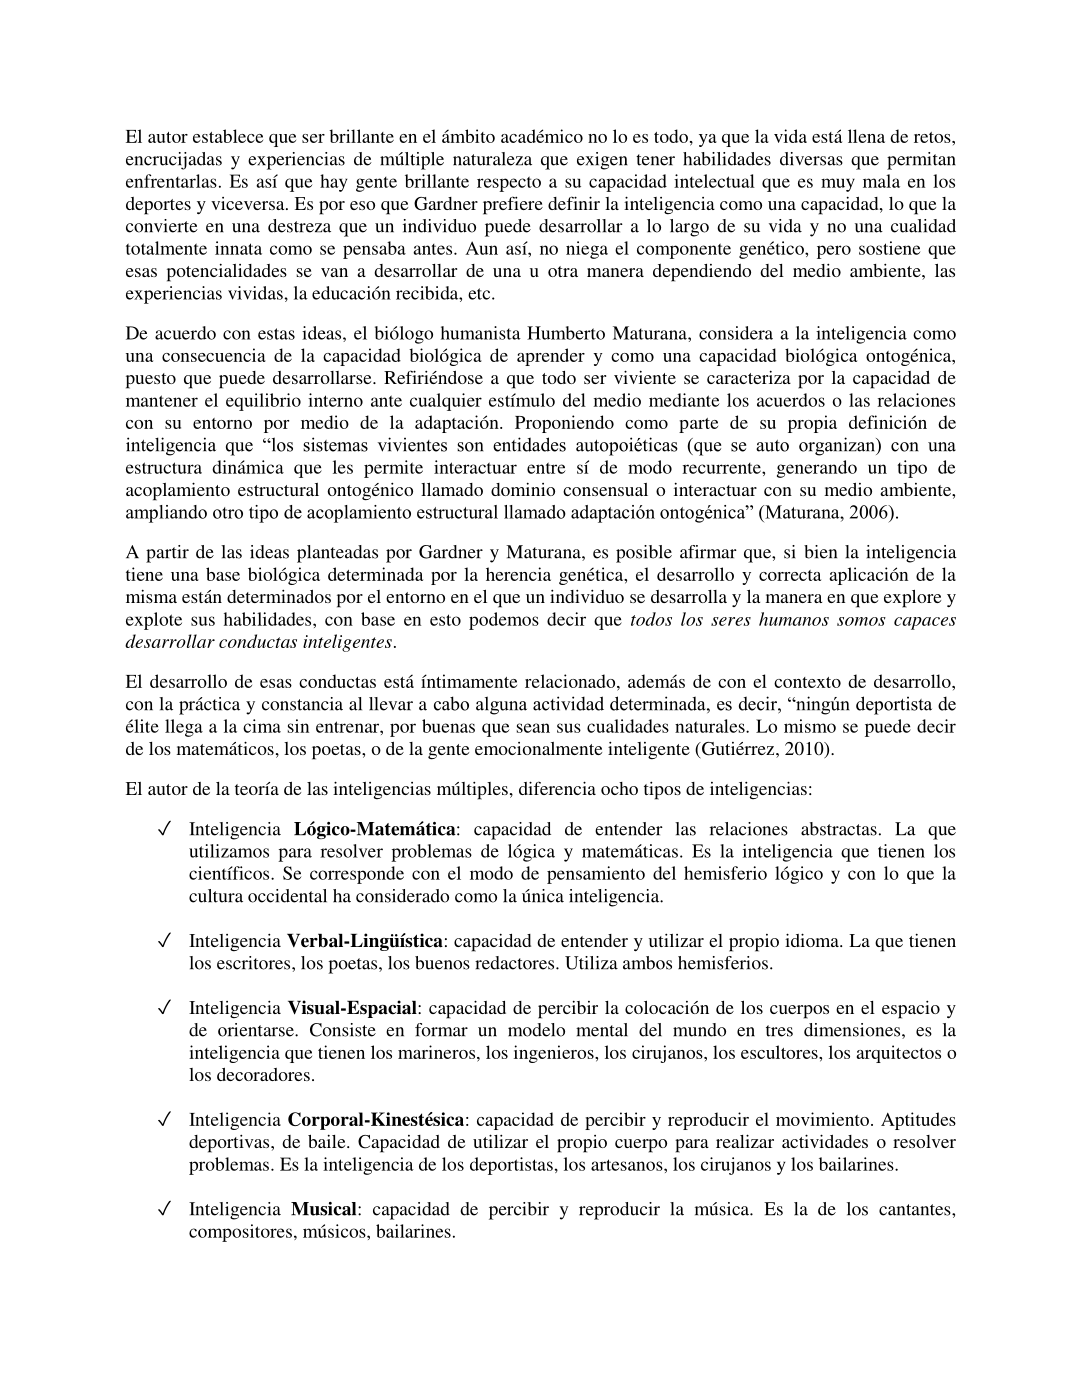 El autor establece que ser brillante en el ámbito académico no lo es todo, ya que la vida está llena de retos,
encrucijadas y experiencias de múltiple naturaleza que exigen tener habilidades diversas que permitan
enfrentarlas. Es así que hay gente brillante respecto a su capacidad intelectual que es muy mala en los
deportes y viceversa. Es por eso que Gardner prefiere definir la inteligencia como una capacidad, lo que la
convierte en una destreza que un individuo puede desarrollar a lo largo de su vida y no una cualidad
totalmente innata como se pensaba antes. Aun así, no niega el componente genético, pero sostiene que
esas potencialidades se van a desarrollar de una u otra manera dependiendo del medio ambiente, las
experiencias vividas, la educación recibida, etc.
De acuerdo con estas ideas, el biólogo humanista Humberto Maturana, considera a la inteligencia como
una consecuencia de la capacidad biológica de aprender y como una capacidad biológica ontogénica,
puesto que puede desarrollarse. Refiriéndose a que todo ser viviente se caracteriza por la capacidad de
mantener el equilibrio interno ante cualquier estímulo del medio mediante los acuerdos o las relaciones
con su entorno por medio de la adaptación. Proponiendo como parte de su propia definición de
inteligencia que “los sistemas vivientes son entidades autopoiéticas (que se auto organizan) con una
estructura dinámica que les permite interactuar entre sí de modo recurrente, generando un tipo de
acoplamiento estructural ontogénico llamado dominio consensual o interactuar con su medio ambiente,
ampliando otro tipo de acoplamiento estructural llamado adaptación ontogénica” (Maturana, 2006).
A partir de las ideas planteadas por Gardner y Maturana, es posible afirmar que, si bien la inteligencia
tiene una base biológica determinada por la herencia genética, el desarrollo y correcta aplicación de la
misma están determinados por el entorno en el que un individuo se desarrolla y la manera en que explore y
explote sus habilidades, con base en esto podemos decir que todos los seres humanos somos capaces
desarrollar conductas inteligentes.
El desarrollo de esas conductas está íntimamente relacionado, además de con el contexto de desarrollo,
con la práctica y constancia al llevar a cabo alguna actividad determinada, es decir, “ningún deportista de
élite llega a la cima sin entrenar, por buenas que sean sus cualidades naturales. Lo mismo se puede decir
de los matemáticos, los poetas, o de la gente emocionalmente inteligente (Gutiérrez, 2010).
El autor de la teoría de las inteligencias múltiples, diferencia ocho tipos de inteligencias:
✓ Inteligencia Lógico-Matemática: capacidad de entender las relaciones abstractas. La que
utilizamos para resolver problemas de lógica y matemáticas. Es la inteligencia que tienen los
científicos. Se corresponde con el modo de pensamiento del hemisferio lógico y con lo que la
cultura occidental ha considerado como la única inteligencia.
✓ Inteligencia Verbal-Lingüística: capacidad de entender y utilizar el propio idioma. La que tienen
los escritores, los poetas, los buenos redactores. Utiliza ambos hemisferios.
✓ Inteligencia Visual-Espacial: capacidad de percibir la colocación de los cuerpos en el espacio y
de orientarse. Consiste en formar un modelo mental del mundo en tres dimensiones, es la
inteligencia que tienen los marineros, los ingenieros, los cirujanos, los escultores, los arquitectos o
los decoradores.
✓ Inteligencia Corporal-Kinestésica: capacidad de percibir y reproducir el movimiento. Aptitudes
deportivas, de baile. Capacidad de utilizar el propio cuerpo para realizar actividades o resolver
problemas. Es la inteligencia de los deportistas, los artesanos, los cirujanos y los bailarines.
✓ Inteligencia Musical: capacidad de percibir y reproducir la música. Es la de los cantantes,
compositores, músicos, bailarines.